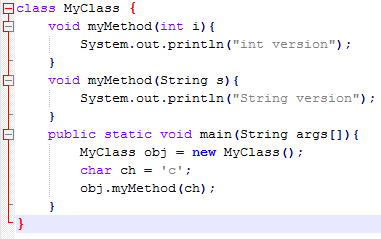 class MyClass {
    void myMethod(int i){
        System.out.println("int version");
    }
    void myMethod(String s){
        System.out.println("String version");
    }
    public static void main(String args[]){
        MyClass obj = new MyClass();
        char ch = 'c';
        obj.myMethod(ch);
    }
}